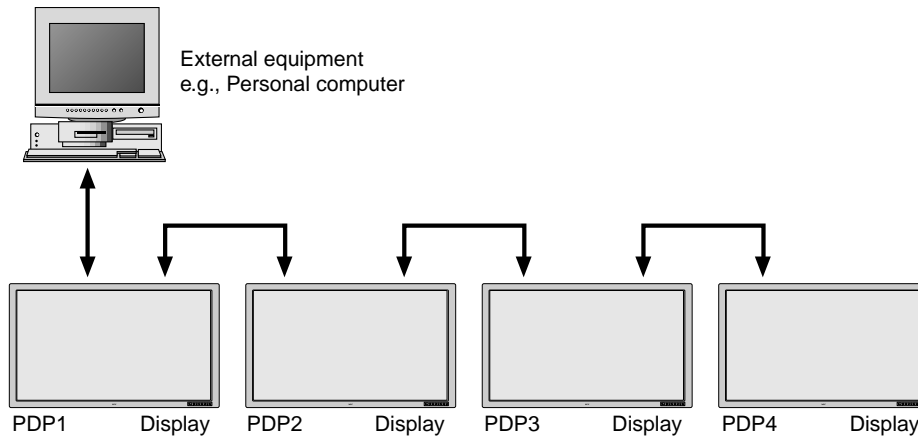 External equipment
e.g., Personal computer
PDP1 Display PDP2 Display PDP3 Display PDP4 Display